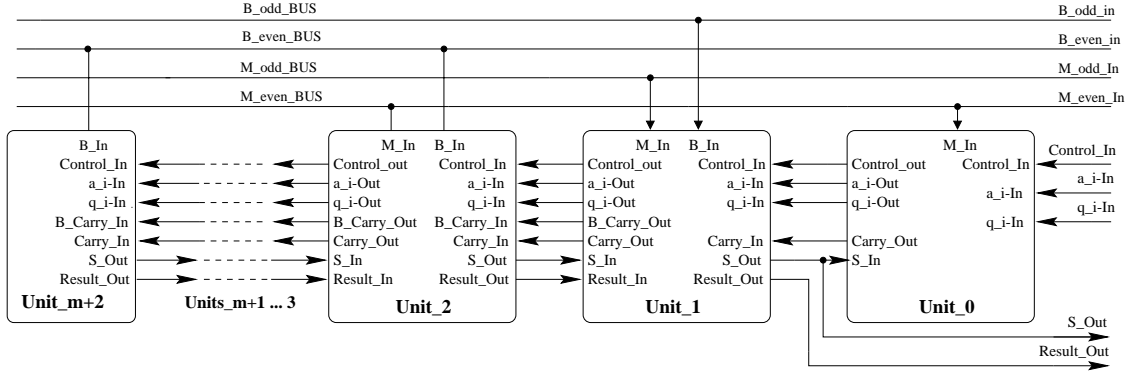 B_odd_BUS B_odd_in
B_even_BUS B_even_in
M_odd_BUS M_odd_In
M_even_BUS M_even_In
B_In M_In B_In M_In B_In M_In
Control_In Control_out Control_In Control_out Control_In Control_out Control_In Control_In
a_i-In a_i-Out a_i-In a_i-Out a_i-In a_i-Out a_i-In a_i-In
q_i-In q_i-Out q_i-In q_i-Out q_i-In q_i-Out q_i-In q_i-In
B_Carry_In B_Carry_Out B_Carry_In B_Carry_Out
Carry_In Carry_Out Carry_In Carry_Out Carry_In Carry_Out
S_Out S_In S_Out S_In S_Out S_In
Result_Out Result_In Result_Out Result_In Result_Out
Unit_m+2 Units_m+1 ... 3 Unit_2 Unit_1 Unit_0
S_Out
Result_Out